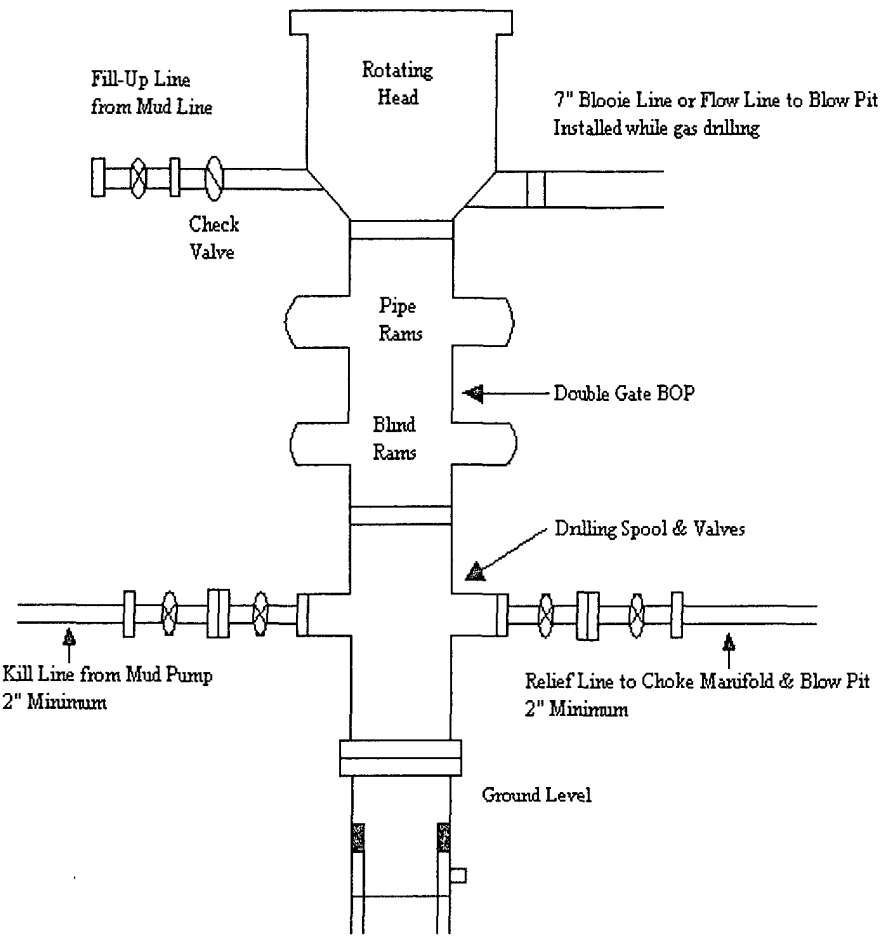 Rotating
Head
Fill-Up Line
from Mud Line
7" Blooie Line or Flow Line to Blow Pit
Installed while gas drilling
Check
Valve
Pipe
Rams
Double Gate BOP
Blind
Rams
Drilling Spool & Valves
Kill Line from Mud Pump
2" Minimum
Relief Line to Choke Manifold & Blow Pit
2" Minimum
Ground Level